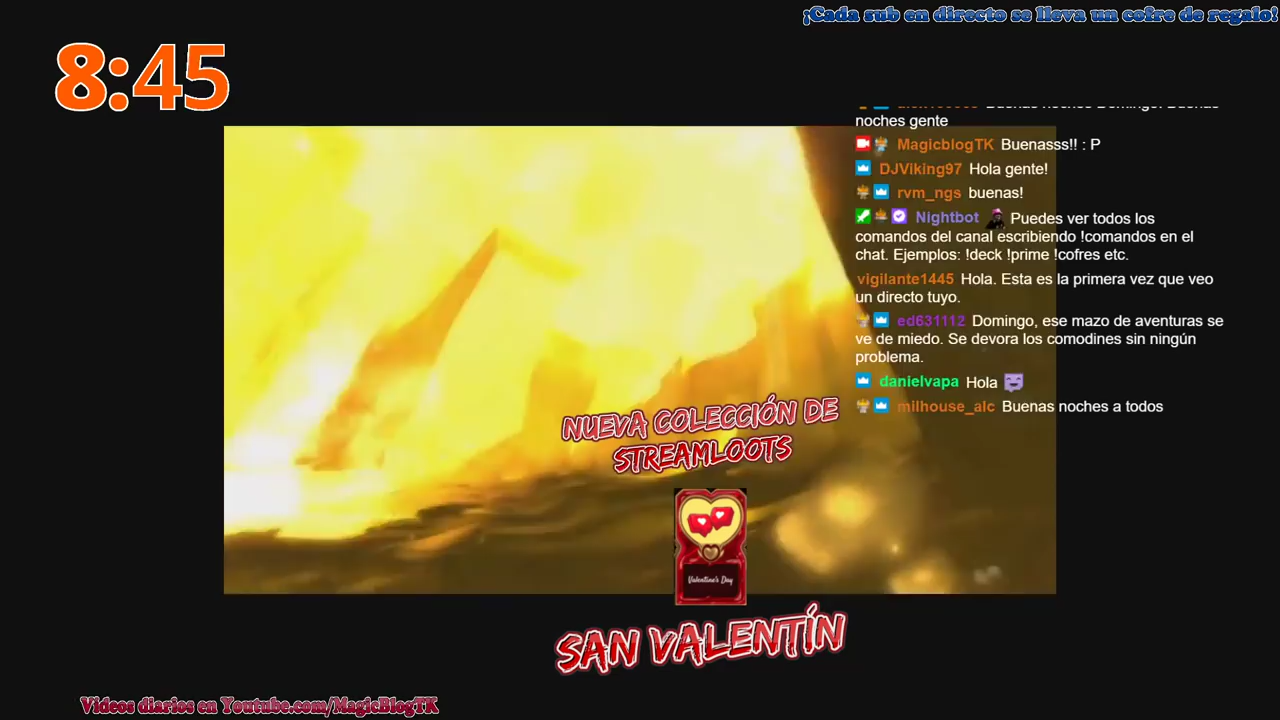 ¡Cada sub en directo se lleva un cofre de regalo!
8:45
Buenas noches Domingo! Buenas
noches gente
MagicblogTK Buenasss!! : P
DJViking97 Hola gente!
rvm_ngs buenas!
Nightbot Puedes ver todos los
comandos del canal escribiendo !comandos en el
chat. Ejemplos: !deck !prime !cofres etc.
vigilante1445 Hola. Esta es la primera vez que veo
un directo tuyo.
ed631112 Domingo, ese mazo de aventuras se
ve de miedo. Se devora los comodines sin ningún
problema.
danielvapa Hola
milhouse_alc Buenas noches a todos
NUEVA COLECCIÓN DE
STREAMLOOTS
Valentine's Day
SAN VALENTÍN
Videos diarios en Youtube.com/MagicBlogTK